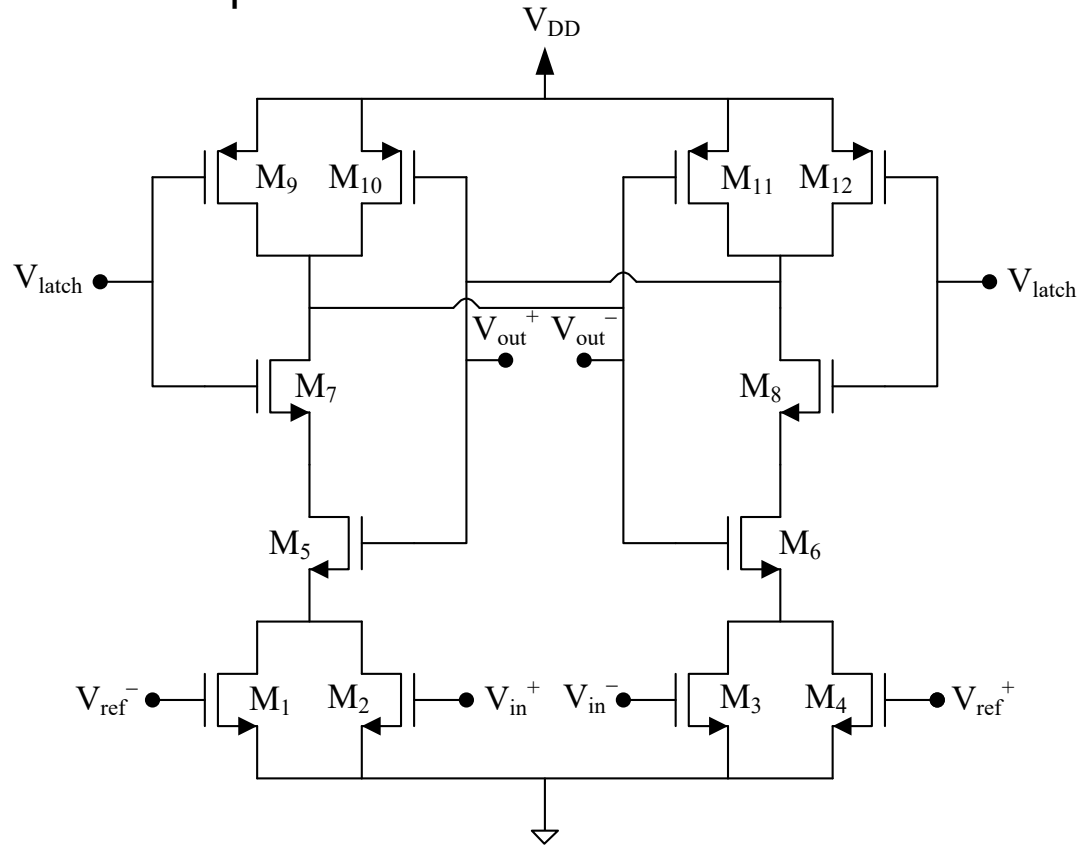 V_DD
M_9 M_10 M_11 M_12
V_latch V_latch
V_out^+ V_out^−
M_7 M_8
M_5 M_6
V_ref^− M_1 M_2 V_in^+ V_in^− M_3 M_4 V_ref^+